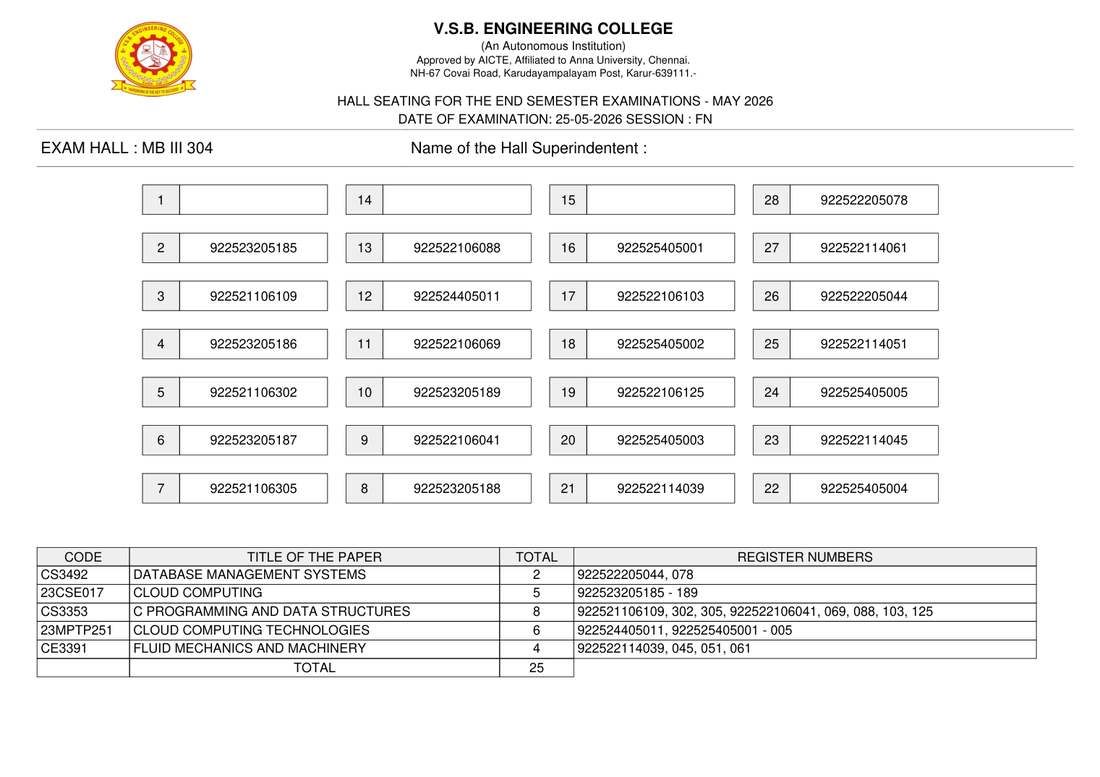 V.S.B. ENGINEERING COLLEGE
(An Autonomous Institution)
Approved by AICTE, Affiliated to Anna University, Chennai.
NH-67 Covai Road, Karudayampalayam Post, Karur-639111.-
HALL SEATING FOR THE END SEMESTER EXAMINATIONS - MAY 2026
DATE OF EXAMINATION: 25-05-2026 SESSION : FN
EXAM HALL : MB III 304 Name of the Hall Superindentent :
1 14 15 28 922522205078
2 922523205185 13 922522106088 16 922525405001 27 922522114061
3 922521106109 12 922524405011 17 922522106103 26 922522205044
4 922523205186 11 922522106069 18 922525405002 25 922522114051
5 922521106302 10 922523205189 19 922522106125 24 922525405005
6 922523205187 9 922522106041 20 922525405003 23 922522114045
7 922521106305 8 922523205188 21 922522114039 22 922525405004
CODE TITLE OF THE PAPER TOTAL REGISTER NUMBERS
CS3492 DATABASE MANAGEMENT SYSTEMS 2 922522205044, 078
23CSE017 CLOUD COMPUTING 5 922523205185 - 189
CS3353 C PROGRAMMING AND DATA STRUCTURES 8 922521106109, 302, 305, 922522106041, 069, 088, 103, 125
23MPTP251 CLOUD COMPUTING TECHNOLOGIES 6 922524405011, 922525405001 - 005
CE3391 FLUID MECHANICS AND MACHINERY 4 922522114039, 045, 051, 061
TOTAL 25